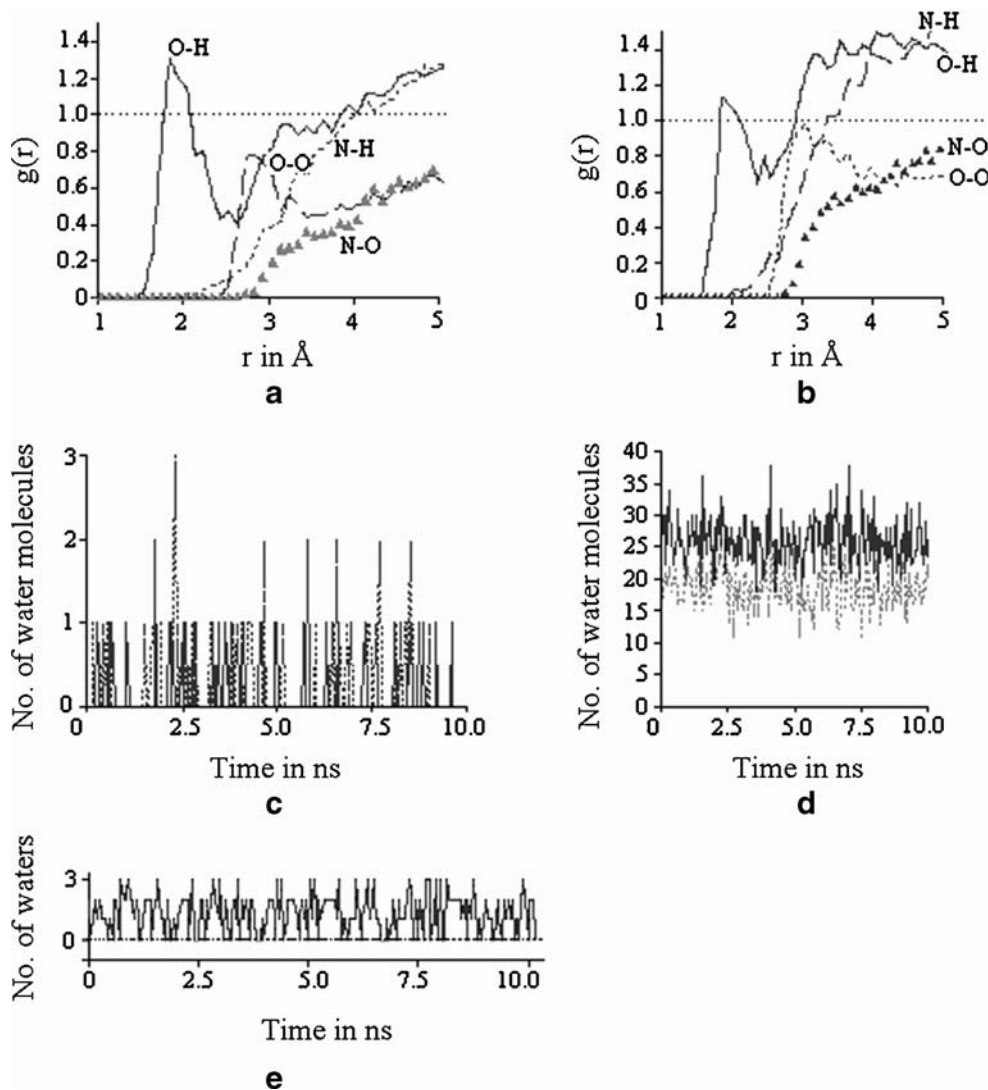 1.4
1.2
1.0
0.8
0.6
0.4
0.2
0
g(r)
O-H
O-O
N-H
N-O
1 2 3 4 5
r in Å
a
1.4
1.2
1.0
0.8
0.6
0.4
0.2
0
g(r)
N-H
O-H
N-O
O-O
1 2 3 4 5
r in Å
b
No. of water molecules
3
2
1
0
0 2.5 5.0 7.5 10.0
Time in ns
c
No. of water molecules
40
35
30
25
20
15
10
5
0
0 2.5 5.0 7.5 10.0
Time in ns
d
No. of waters
3
0
0 2.5 5.0 7.5 10.0
Time in ns
e